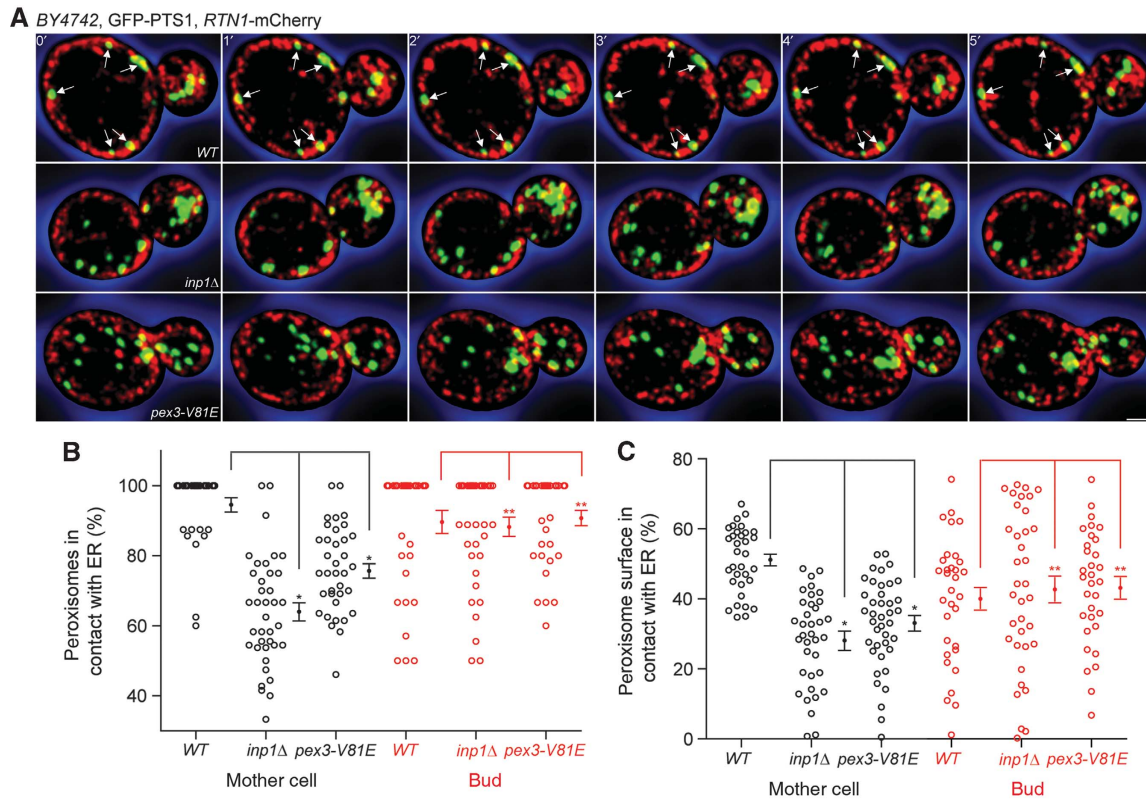 A BY4742, GFP-PTS1, RTN1-mCherry
0′ 1′ 2′ 3′ 4′ 5′
WT
inp1Δ
pex3-V81E
B
Peroxisomes in
contact with ER (%)
100
80
60
40
* * ** **
WT inp1Δ pex3-V81E WT inp1Δ pex3-V81E
Mother cell Bud
C
Peroxisome surface in
contact with ER (%)
80
60
40
20
0
* * ** **
WT inp1Δ pex3-V81E WT inp1Δ pex3-V81E
Mother cell Bud